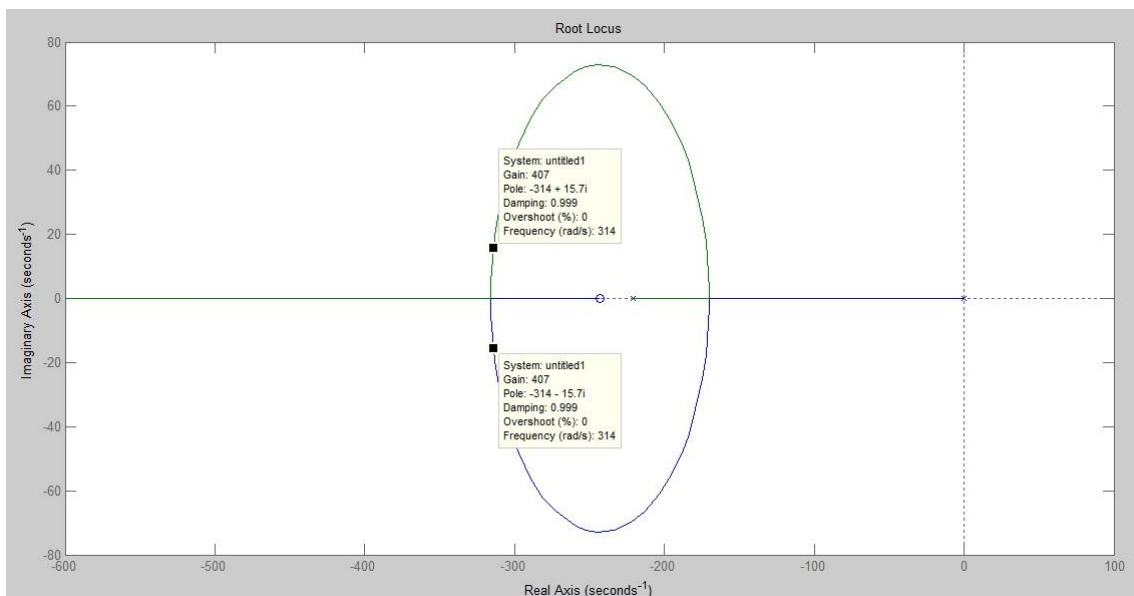 Root Locus
Imaginary Axis (seconds⁻¹)
80
60
40
20
0
-20
-40
-60
-80
System: untitled1
Gain: 407
Pole: -314 + 15.7i
Damping: 0.999
Overshoot (%): 0
Frequency (rad/s): 314
System: untitled1
Gain: 407
Pole: -314 - 15.7i
Damping: 0.999
Overshoot (%): 0
Frequency (rad/s): 314
-600 -500 -400 -300 -200 -100 0 100
Real Axis (seconds⁻¹)